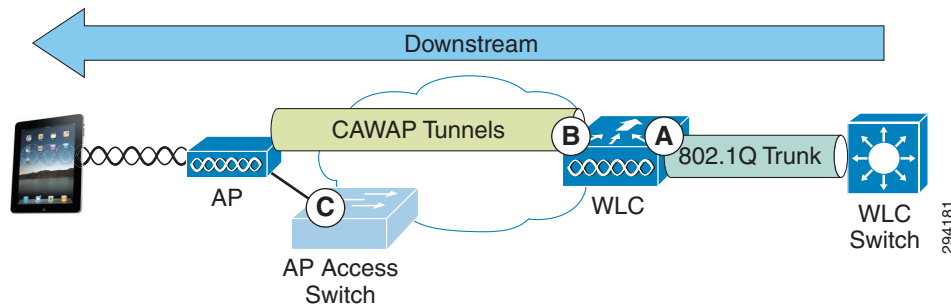 Downstream
CAWAP Tunnels
B
A
802.1Q Trunk
AP
C
WLC
WLC
Switch
AP Access
Switch
294181